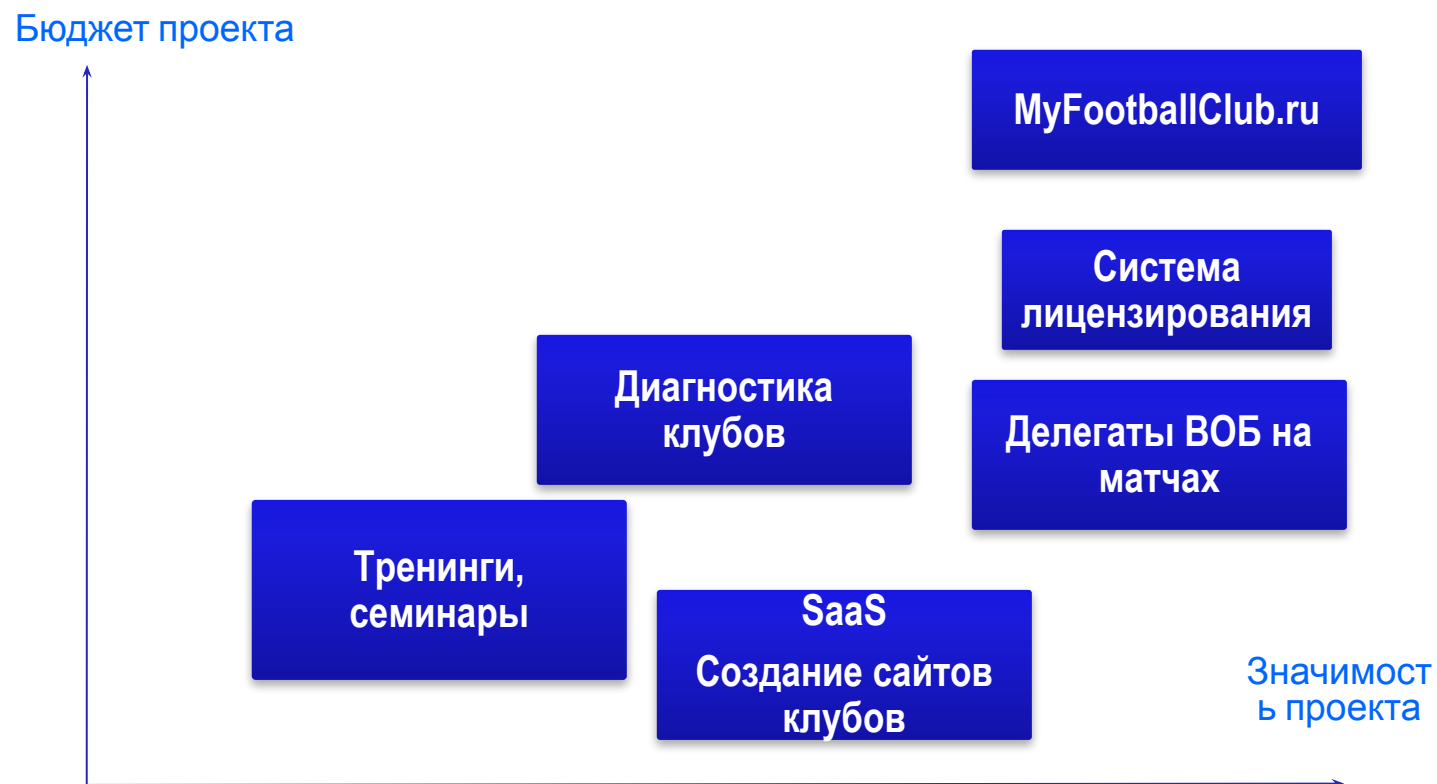 Бюджет проекта
MyFootballClub.ru
Система
лицензирования
Диагностика
клубов
Делегаты ВОБ на
матчах
Тренинги,
семинары
SaaS
Создание сайтов
клубов
Значимост
ь проекта